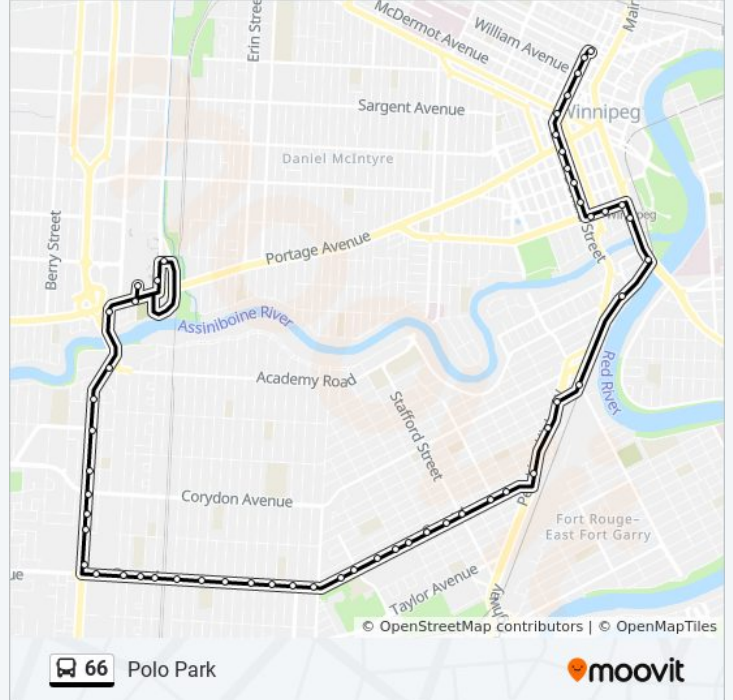 McDermot Avenue
Erin Stree
William Avenue
Main
Sargent Avenue
Winnipeg
Daniel McIntyre
Berry Street
Portage Avenue
Street
Assiniboine River
Academy Road
Stafford Street
Red River
Corydon Avenue
Fort Rouge–
East Fort Garry
Taylor Avenue
© OpenStreetMap contributors | © OpenMapTiles
66 Polo Park
moovit